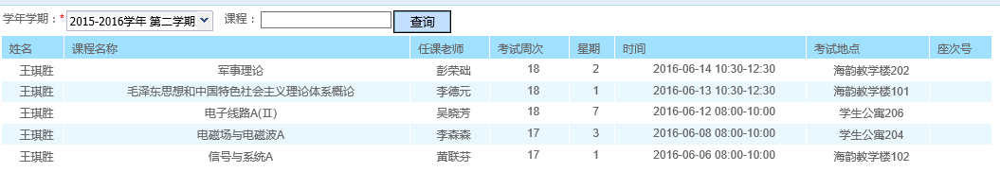 学年学期：* 2015-2016学年 第二学期 课程： 查询
姓名 课程名称 任课老师 考试周次 星期 时间 考试地点 座次号
王琪胜 军事理论 彭荣础 18 2 2016-06-14 10:30-12:30 海韵教学楼202
王琪胜 毛泽东思想和中国特色社会主义理论体系概论 李德元 18 1 2016-06-13 10:30-12:30 海韵教学楼101
王琪胜 电子线路A(II) 吴晓芳 18 7 2016-06-12 08:00-10:00 学生公寓206
王琪胜 电磁场与电磁波A 李森森 17 3 2016-06-08 08:00-10:00 学生公寓204
王琪胜 信号与系统A 黄联芬 17 1 2016-06-06 08:00-10:00 海韵教学楼102